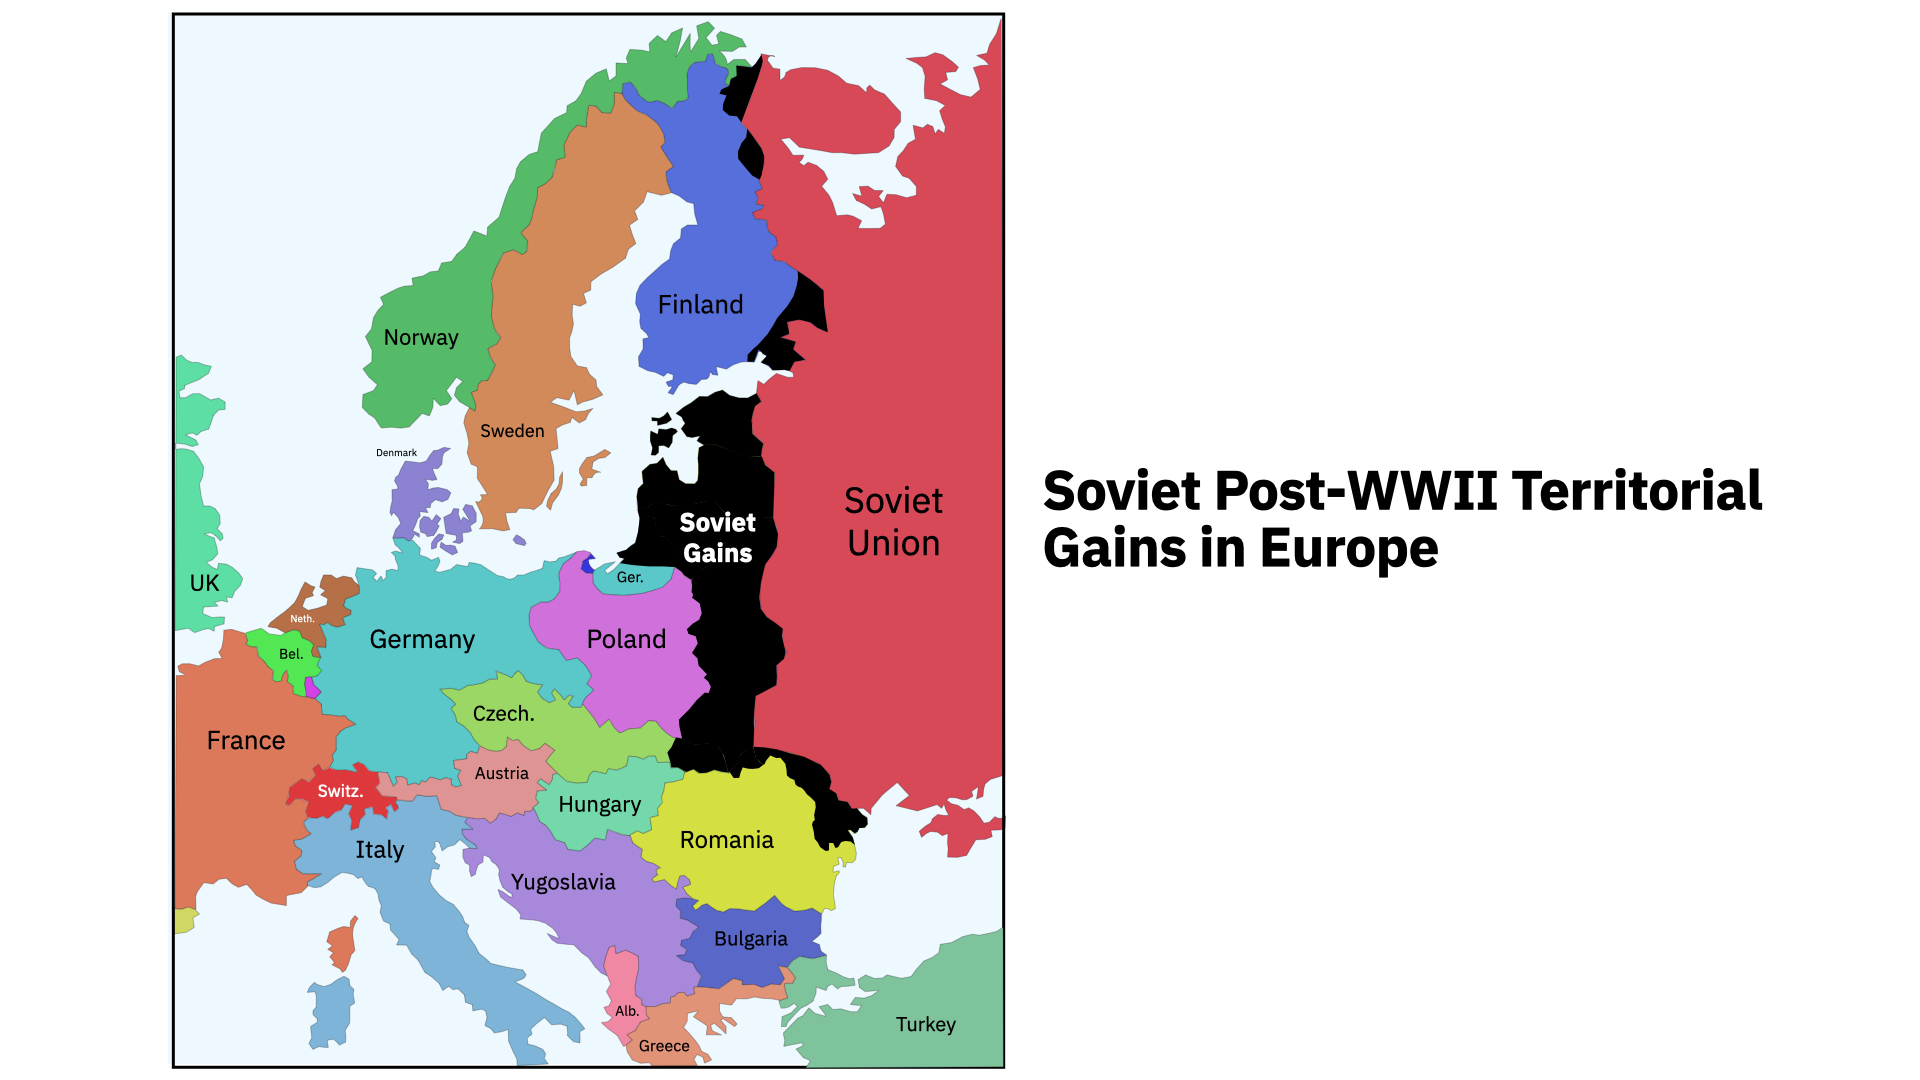 Norway
Finland
Sweden
Denmark
Soviet
Union
Soviet
Gains
UK
Neth.
Ger.
Bel.
Germany
Poland
France
Czech.
Switz.
Austria
Hungary
Italy
Romania
Yugoslavia
Bulgaria
Alb.
Greece
Turkey
Soviet Post-WWII Territorial
Gains in Europe